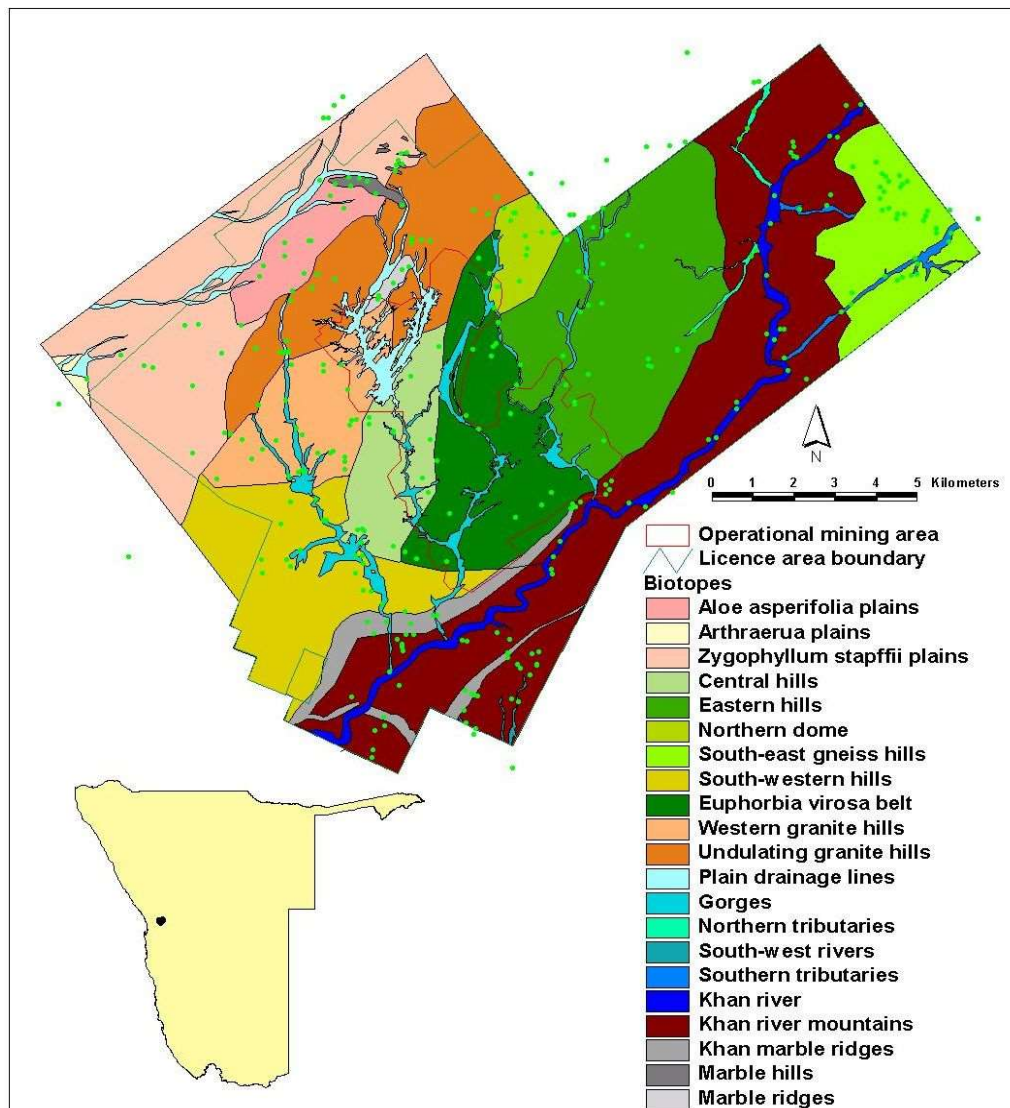 N
0 1 2 3 4 5 Kilometers
Operational mining area
Licence area boundary
Biotopes
Aloe asperifolia plains
Arthraerua plains
Zygophyllum stapffii plains
Central hills
Eastern hills
Northern dome
South-east gneiss hills
South-western hills
Euphorbia virosa belt
Western granite hills
Undulating granite hills
Plain drainage lines
Gorges
Northern tributaries
South-west rivers
Southern tributaries
Khan river
Khan river mountains
Khan marble ridges
Marble hills
Marble ridges